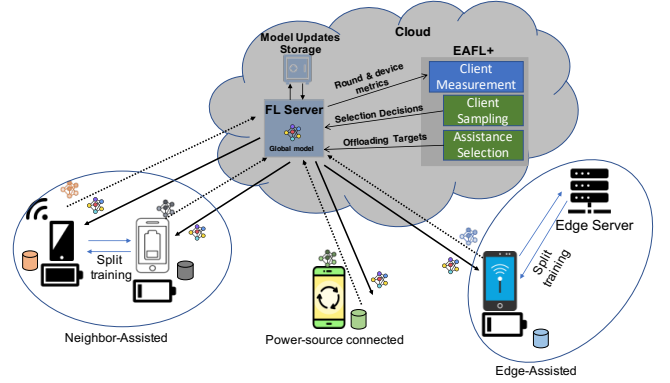 Model Updates
Storage
Cloud
EAFL+
Round & device
metrics
Client
Measurement
FL Server
Selection Decisions
Client
Sampling
Global model
Offloading Targets
Assistance
Selection
Edge Server
Split
training
Split
training
Neighbor-Assisted
Power-source connected
Edge-Assisted